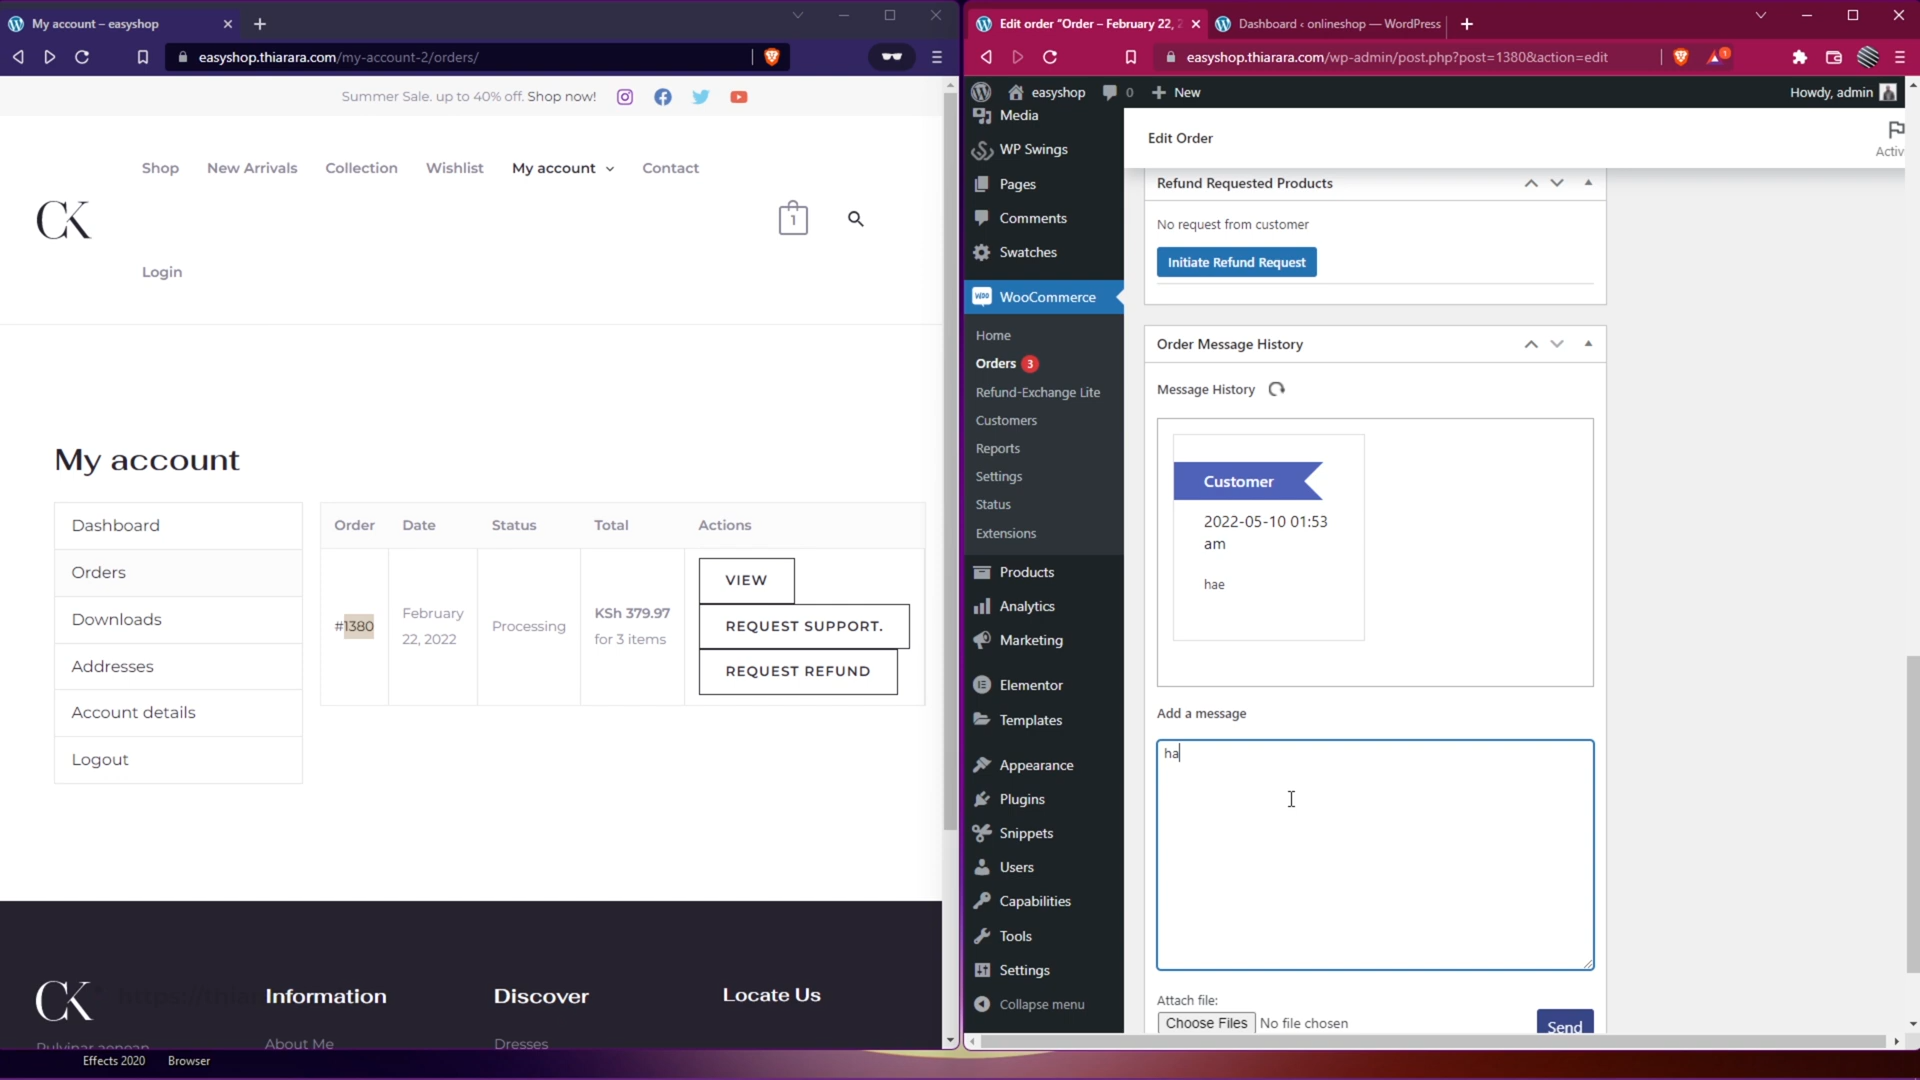 My account – easyshop
easyshop.thiarara.com/my-account-2/orders/
Summer Sale. up to 40% off. Shop now!
Shop
New Arrivals
Collection
Wishlist
My account
Contact
CK
1
Login
My account
Dashboard
Orders
Downloads
Addresses
Account details
Logout
Order
Date
Status
Total
Actions
#1380
February
22, 2022
Processing
KSh 379.97
for 3 items
VIEW
REQUEST SUPPORT.
REQUEST REFUND
CK
Information
Discover
Locate Us
Pulvinar aenean
About Me
Dresses
Effects 2020
Browser
Edit order "Order – February 22, 2
Dashboard ‹ onlineshop — WordPress
easyshop.thiarara.com/wp-admin/post.php?post=1380&action=edit
1
easyshop
0
New
Howdy, admin
Media
WP Swings
Pages
Comments
Swatches
WOO
WooCommerce
Home
Orders 3
Refund-Exchange Lite
Customers
Reports
Settings
Status
Extensions
Products
Analytics
Marketing
Elementor
Templates
Appearance
Plugins
Snippets
Users
Capabilities
Tools
Settings
Collapse menu
Edit Order
Activ
Refund Requested Products
No request from customer
Initiate Refund Request
Order Message History
Message History
Customer
2022-05-10 01:53
am
hae
Add a message
ha
Attach file:
Choose Files No file chosen
Send